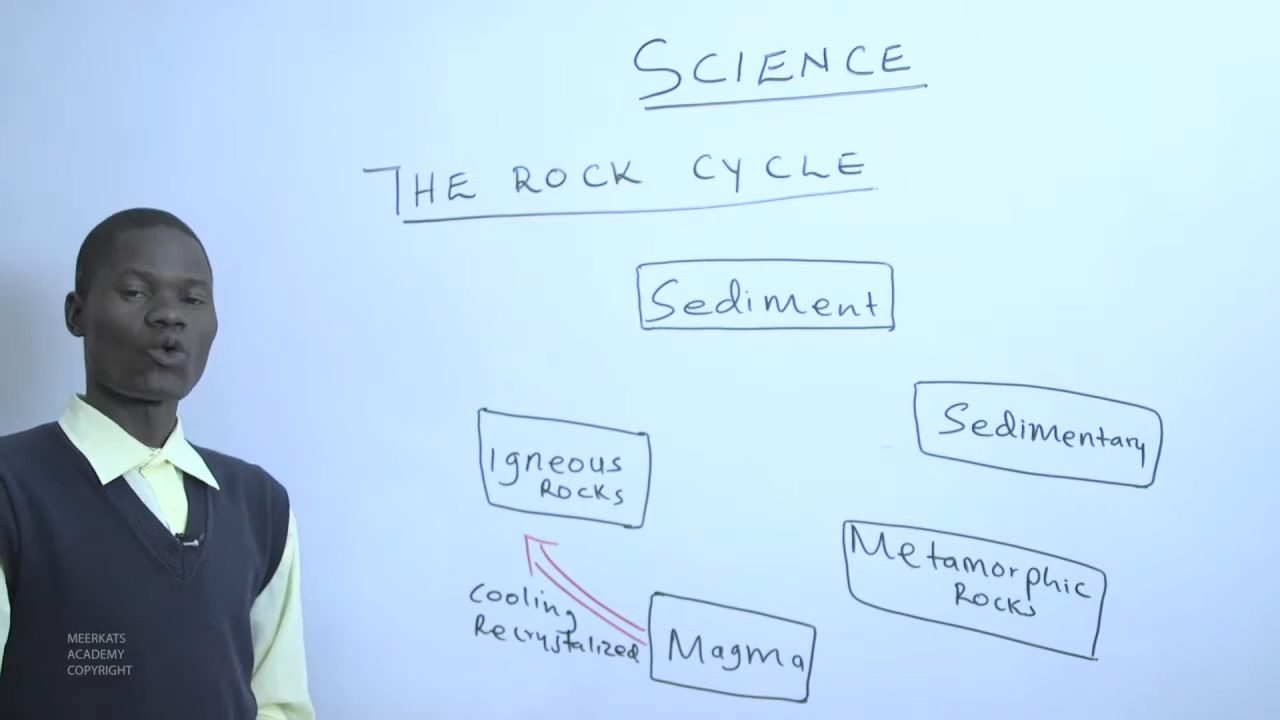 SCIENCE
THE ROCK CYCLE
Sediment
Sedimentary
Igneous
ROCKS
Metamorphic
ROCKS
Cooling
Recrystalized
Magma
MEERKATS
ACADEMY
COPYRIGHT